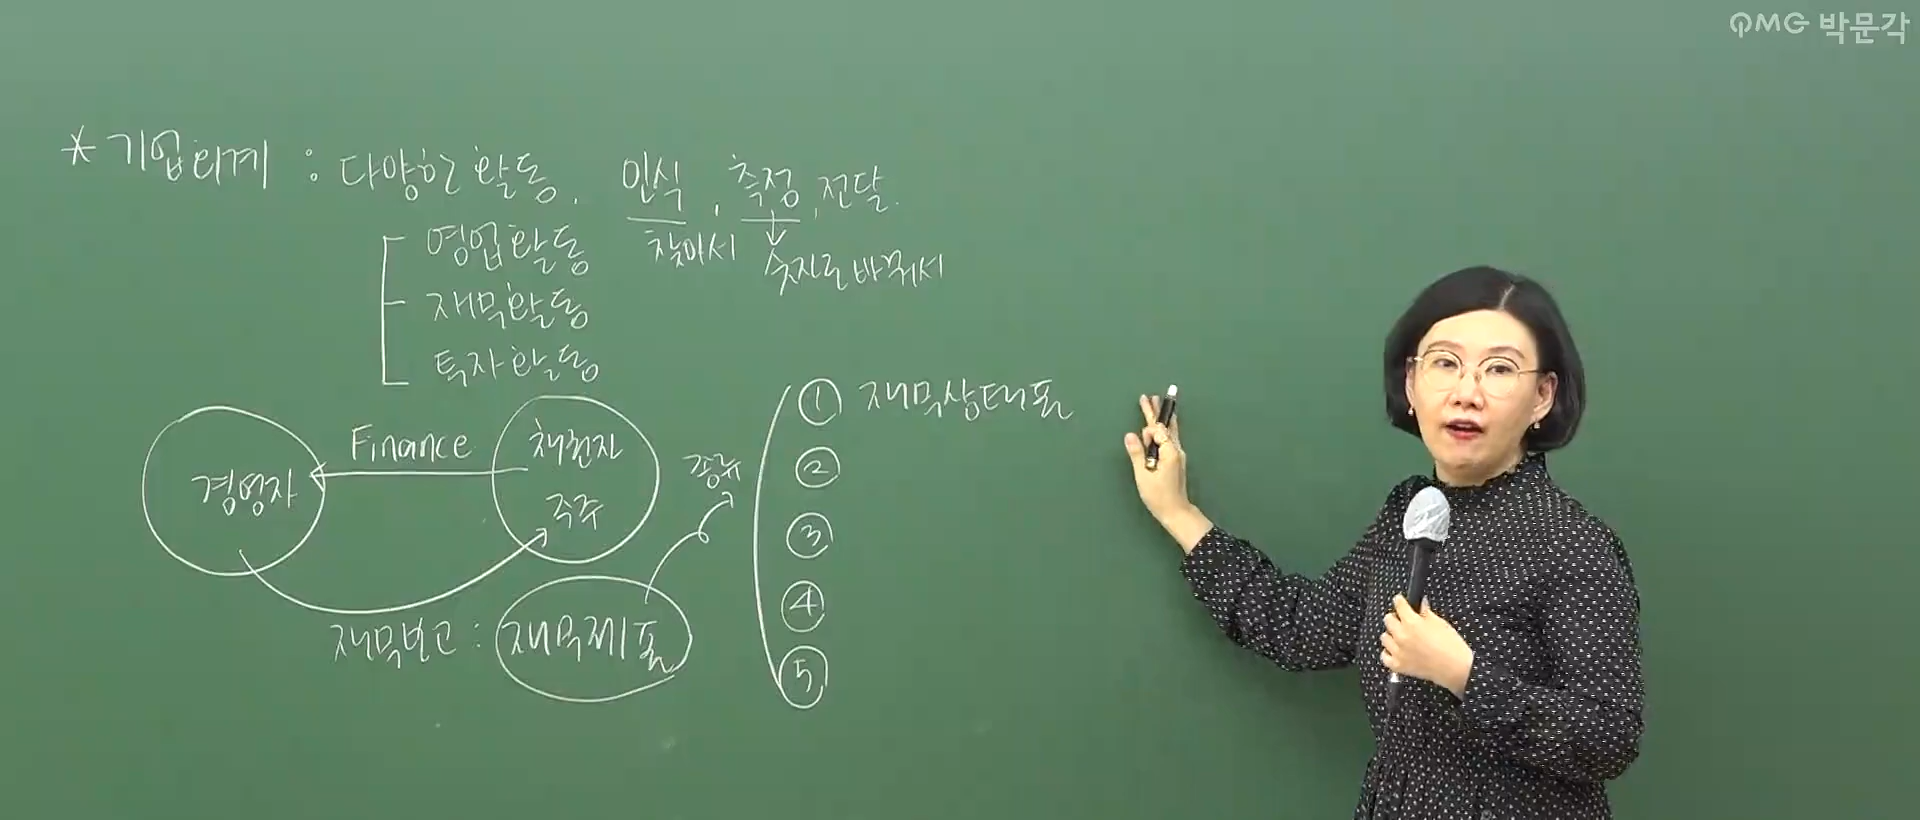 PMG 박문각
* 기업회계 : 다양한 활동, 인식, 측정, 전달.
찾아서 숫자로 바꿔서
영업활동
재무활동
투자활동
경영자
Finance
채권자
주주
재무보고 : 재무제표
종류
① 재무상태표
②
③
④
⑤